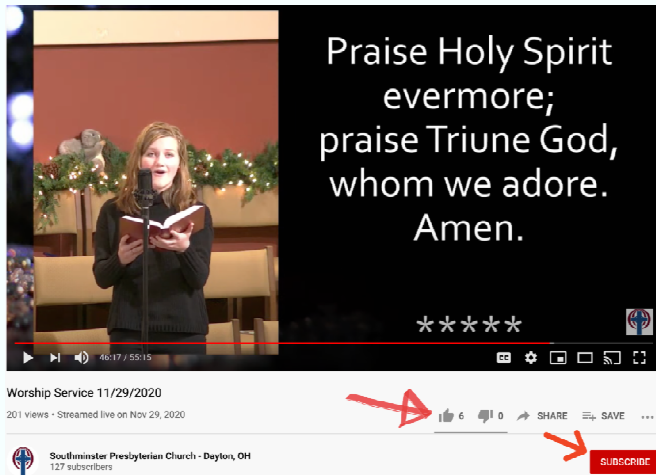 Praise Holy Spirit
evermore;
praise Triune God,
whom we adore.
Amen.
*****
46:17 / 55:15
CC
Worship Service 11/29/2020
201 views • Streamed live on Nov 29, 2020
6
0
SHARE
SAVE
Southminster Presbyterian Church - Dayton, OH
127 subscribers
SUBSCRIBE